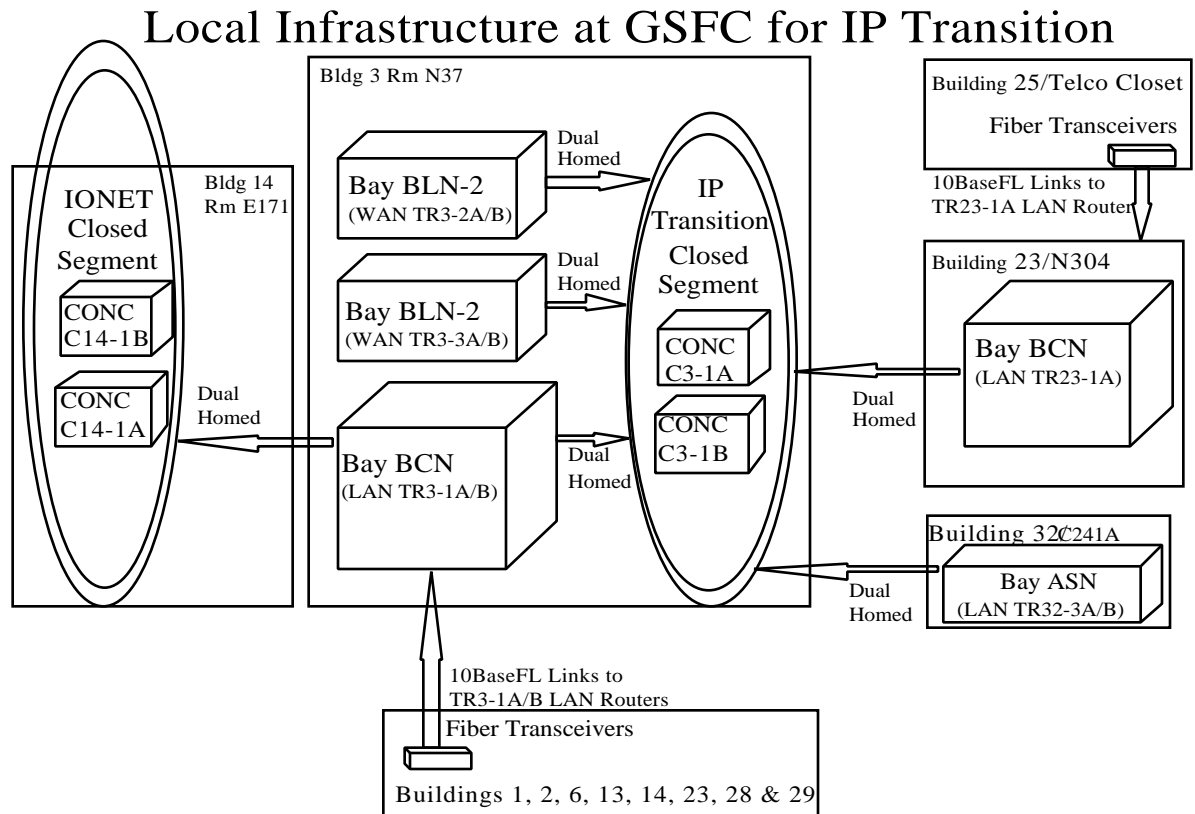 Local Infrastructure at GSFC for IP Transition
Bldg 14
Rm E171
IONET
Closed
Segment
CONC
C14-1B
CONC
C14-1A
Dual
Homed
Bldg 3 Rm N37
Bay BLN-2
(WAN TR3-2A/B)
Dual
Homed
Bay BLN-2
(WAN TR3-3A/B)
Dual
Homed
Bay BCN
(LAN TR3-1A/B)
Dual
Homed
IP
Transition
Closed
Segment
CONC
C3-1A
CONC
C3-1B
Building 25/Telco Closet
Fiber Transceivers
10BaseFL Links to
TR23-1A LAN Router
Building 23/N304
Bay BCN
(LAN TR23-1A)
Dual
Homed
Building 32/C241A
Bay ASN
(LAN TR32-3A/B)
Dual
Homed
10BaseFL Links to
TR3-1A/B LAN Routers
Fiber Transceivers
Buildings 1, 2, 6, 13, 14, 23, 28 & 29